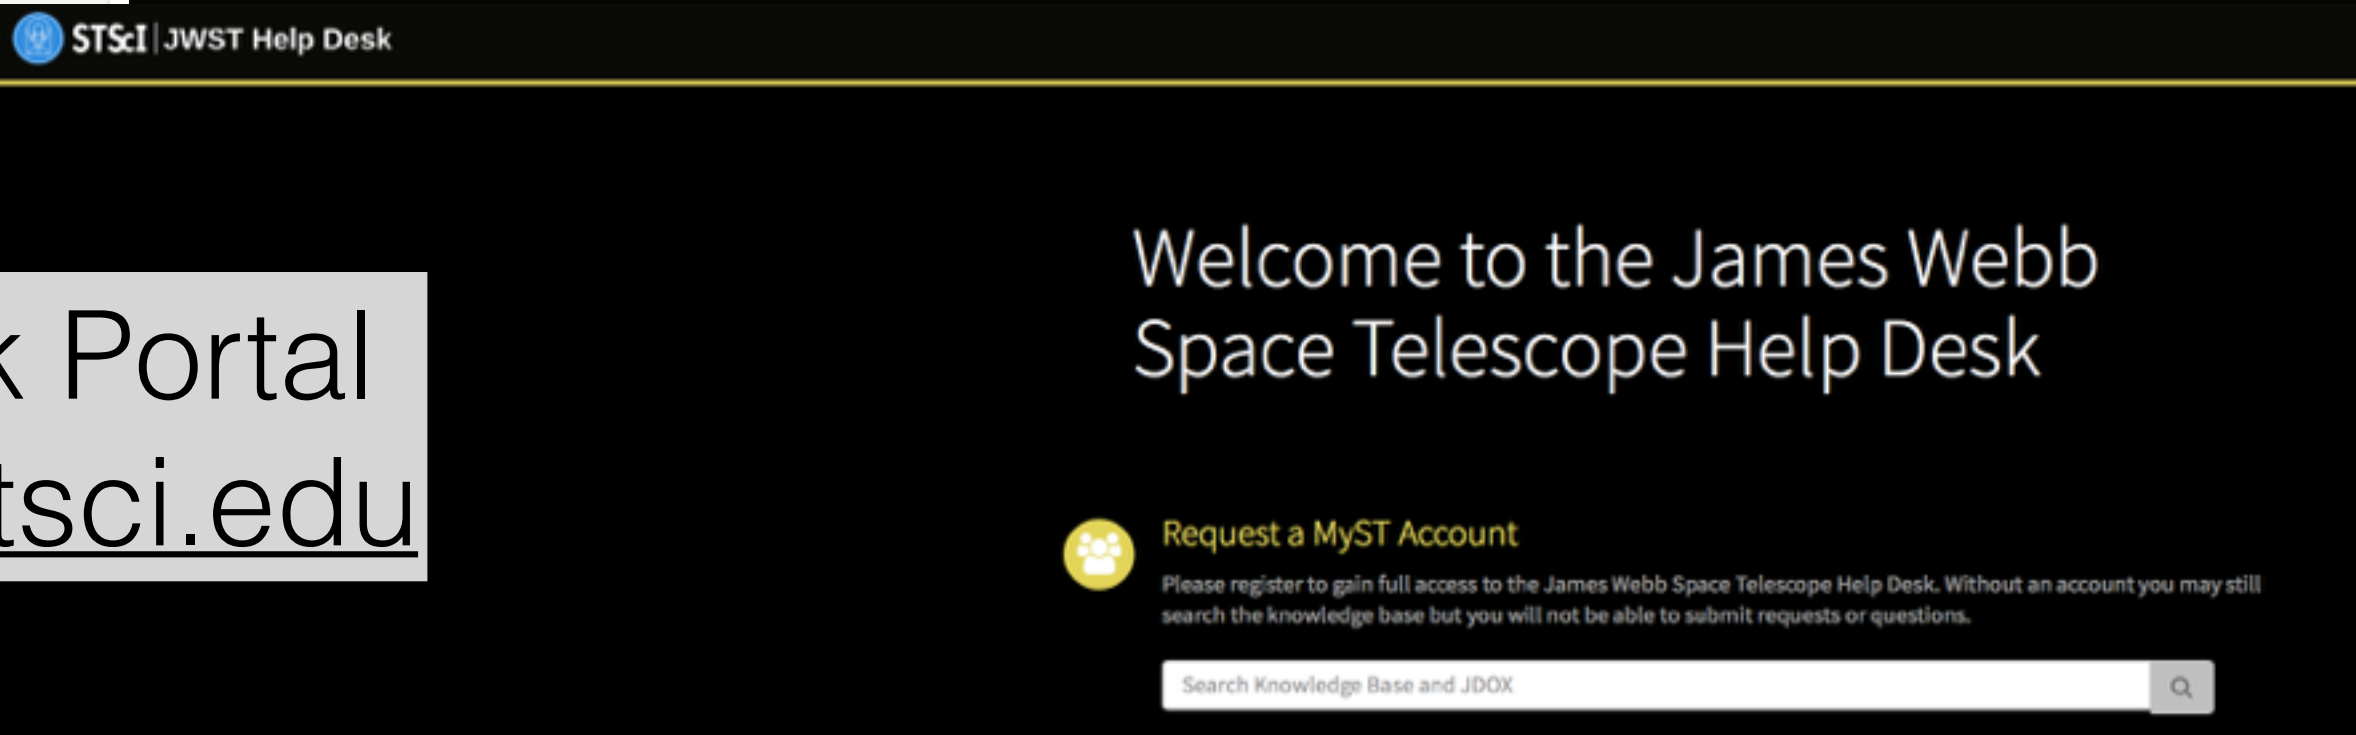 STScI | JWST Help Desk
Welcome to the James Webb
Space Telescope Help Desk
k Portal
tsci.edu
Request a MyST Account
Please register to gain full access to the James Webb Space Telescope Help Desk. Without an account you may still
search the knowledge base but you will not be able to submit requests or questions.
Search Knowledge Base and JDOX